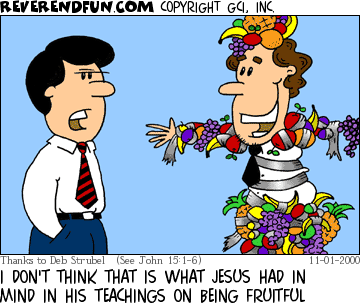 REVERENDFUN.COM COPYRIGHT GCI, INC.
Thanks to Deb Strubel (See John 15:1-6) 11-01-2000
I DON'T THINK THAT IS WHAT JESUS HAD IN
MIND IN HIS TEACHINGS ON BEING FRUITFUL